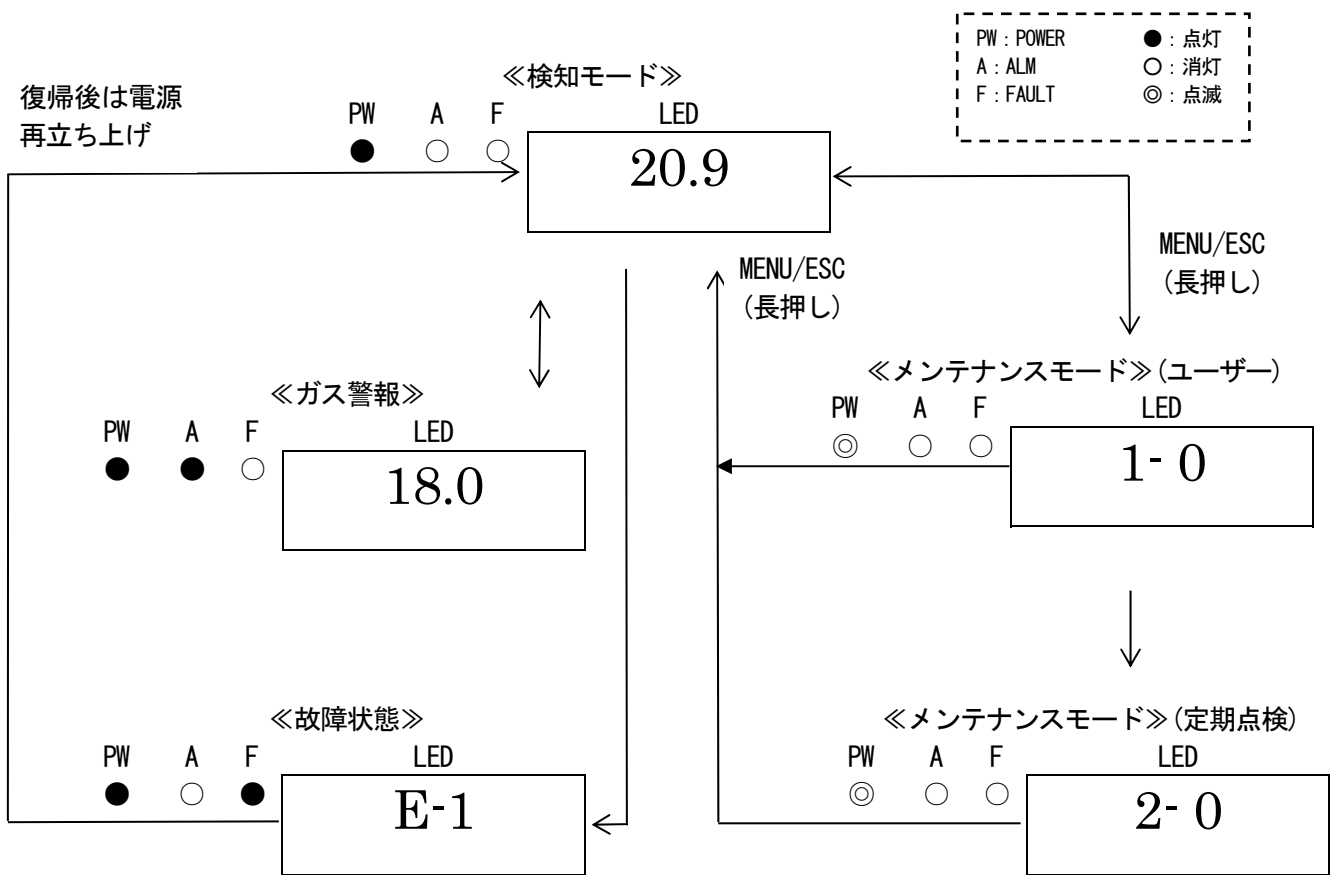 PW：POWER ●：点灯
A：ALM ○：消灯
F：FAULT ◎：点滅
≪検知モード≫
復帰後は電源
再立ち上げ
PW A F LED
● ○ ○
20.9
MENU/ESC
(長押し)
MENU/ESC
(長押し)
≪ガス警報≫
PW A F LED
● ● ○
18.0
≪メンテナンスモード≫(ユーザー)
PW A F LED
◎ ○ ○
1- 0
≪故障状態≫
PW A F LED
● ○ ●
E-1
≪メンテナンスモード≫(定期点検)
PW A F LED
◎ ○ ○
2- 0